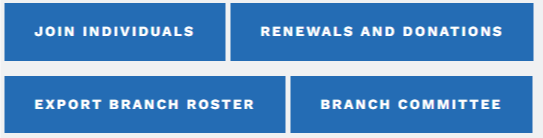 JOIN INDIVIDUALS
RENEWALS AND DONATIONS
EXPORT BRANCH ROSTER
BRANCH COMMITTEE